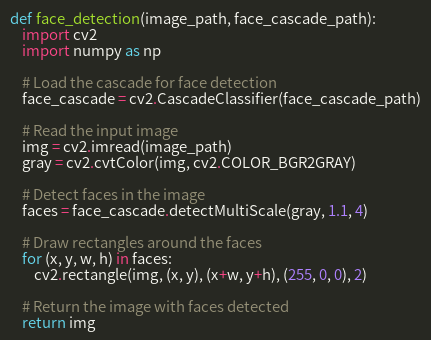 def face_detection(image_path, face_cascade_path):
    import cv2
    import numpy as np

    # Load the cascade for face detection
    face_cascade = cv2.CascadeClassifier(face_cascade_path)

    # Read the input image
    img = cv2.imread(image_path)
    gray = cv2.cvtColor(img, cv2.COLOR_BGR2GRAY)

    # Detect faces in the image
    faces = face_cascade.detectMultiScale(gray, 1.1, 4)

    # Draw rectangles around the faces
    for (x, y, w, h) in faces:
        cv2.rectangle(img, (x, y), (x+w, y+h), (255, 0, 0), 2)

    # Return the image with faces detected
    return img